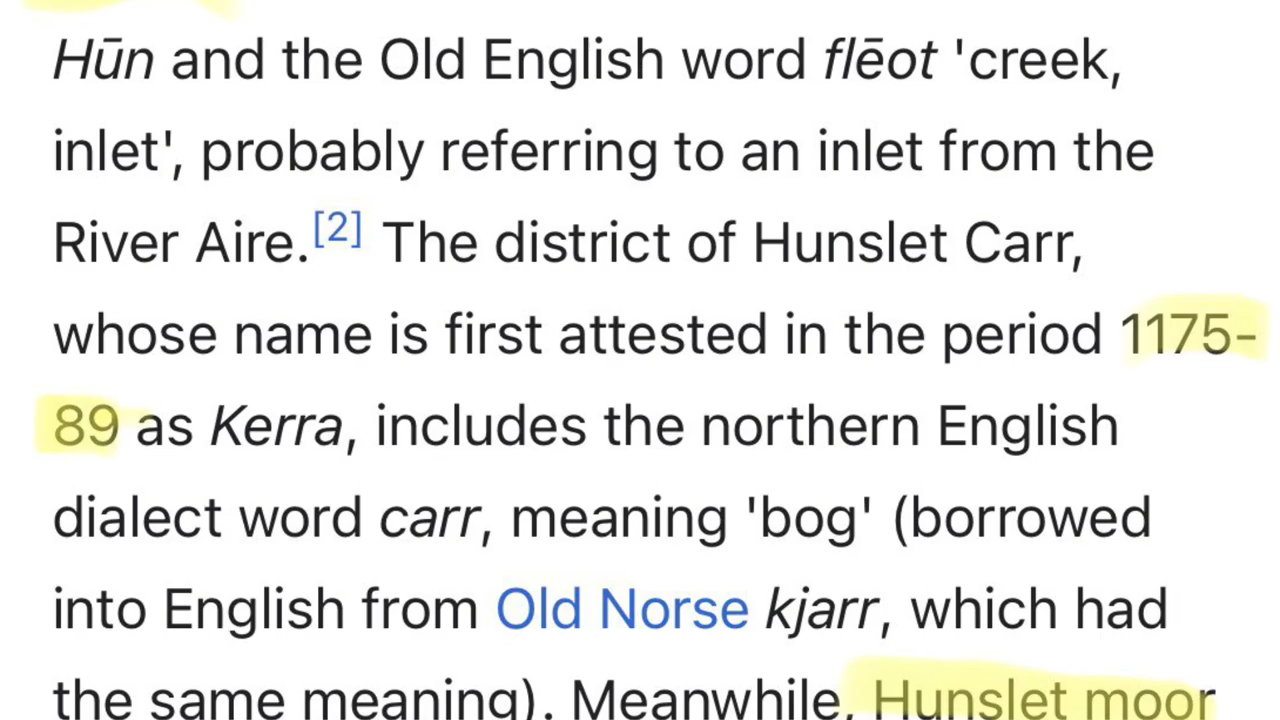 Hūn and the Old English word flēot 'creek,
inlet', probably referring to an inlet from the
River Aire.[2] The district of Hunslet Carr,
whose name is first attested in the period 1175-
89 as Kerra, includes the northern English
dialect word carr, meaning 'bog' (borrowed
into English from Old Norse kjarr, which had
the same meaning). Meanwhile, Hunslet moor